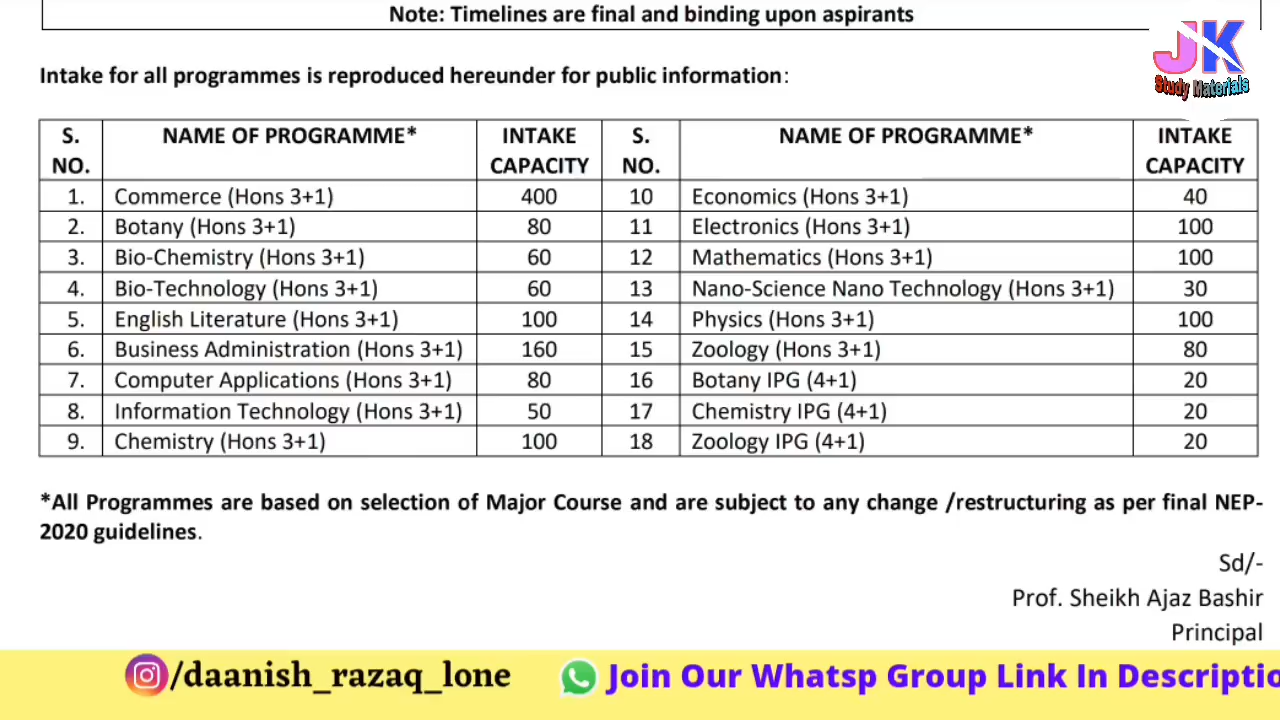 Note: Timelines are final and binding upon aspirants
JK
Study Materials
Intake for all programmes is reproduced hereunder for public information:
S. NO. NAME OF PROGRAMME* INTAKE CAPACITY S. NO. NAME OF PROGRAMME* INTAKE CAPACITY
1. Commerce (Hons 3+1) 400 10 Economics (Hons 3+1) 40
2. Botany (Hons 3+1) 80 11 Electronics (Hons 3+1) 100
3. Bio-Chemistry (Hons 3+1) 60 12 Mathematics (Hons 3+1) 100
4. Bio-Technology (Hons 3+1) 60 13 Nano-Science Nano Technology (Hons 3+1) 30
5. English Literature (Hons 3+1) 100 14 Physics (Hons 3+1) 100
6. Business Administration (Hons 3+1) 160 15 Zoology (Hons 3+1) 80
7. Computer Applications (Hons 3+1) 80 16 Botany IPG (4+1) 20
8. Information Technology (Hons 3+1) 50 17 Chemistry IPG (4+1) 20
9. Chemistry (Hons 3+1) 100 18 Zoology IPG (4+1) 20
*All Programmes are based on selection of Major Course and are subject to any change /restructuring as per final NEP-
2020 guidelines.
Sd/-
Prof. Sheikh Ajaz Bashir
Principal
/daanish_razaq_lone Join Our Whatsp Group Link In Descriptio